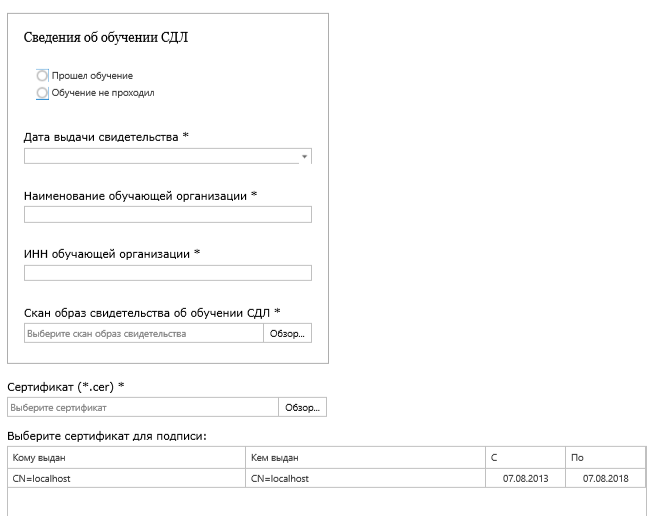 Сведения об обучении СДЛ
Прошел обучение
Обучение не проходил
Дата выдачи свидетельства *
Наименование обучающей организации *
ИНН обучающей организации *
Скан образ свидетельства об обучении СДЛ *
Выберите скан образ свидетельства Обзор...
Сертификат (*.cer) *
Выберите сертификат Обзор...
Выберите сертификат для подписи:
Кому выдан Кем выдан С По
CN=localhost CN=localhost 07.08.2013 07.08.2018